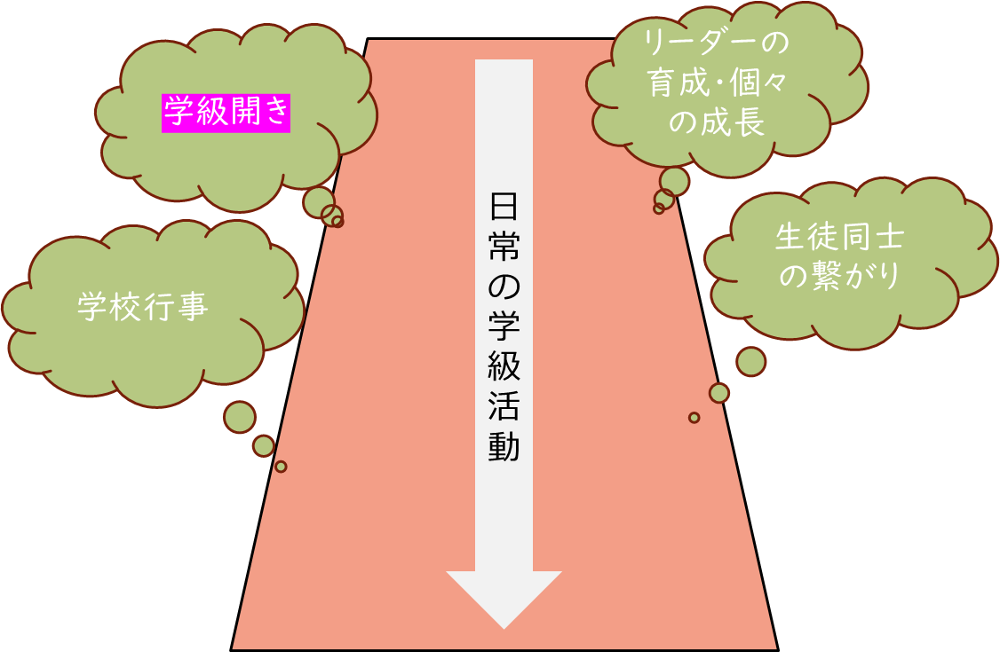 学級開き
リーダーの
育成・個々
の成長
学校行事
生徒同士
の繋がり
日常の学級活動